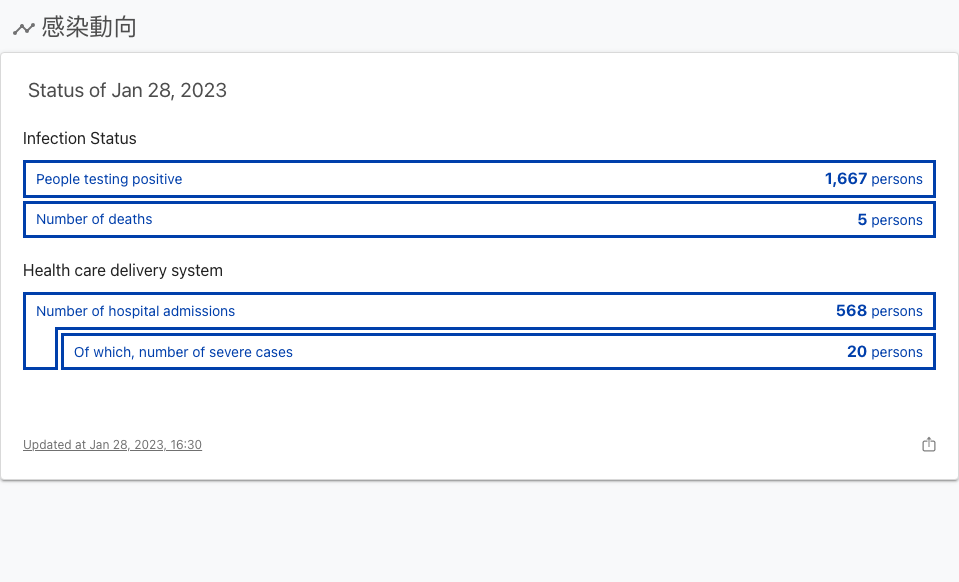 感染動向
Status of Jan 28, 2023
Infection Status
People testing positive 1,667 persons
Number of deaths 5 persons
Health care delivery system
Number of hospital admissions 568 persons
Of which, number of severe cases 20 persons
Updated at Jan 28, 2023, 16:30